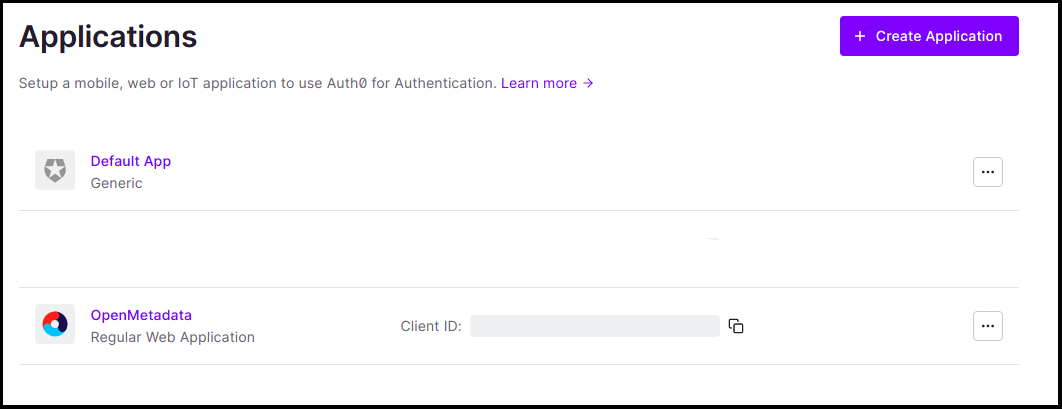 Applications
+ Create Application
Setup a mobile, web or IoT application to use Auth0 for Authentication. Learn more →
Default App
Generic
OpenMetadata
Regular Web Application
Client ID: